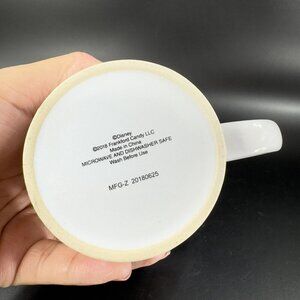 ©Disney
©2018 Frankford Candy LLC
Made in China
MICROWAVE AND DISHWASHER SAFE
Wash Before Use
MFG-Z 20180625